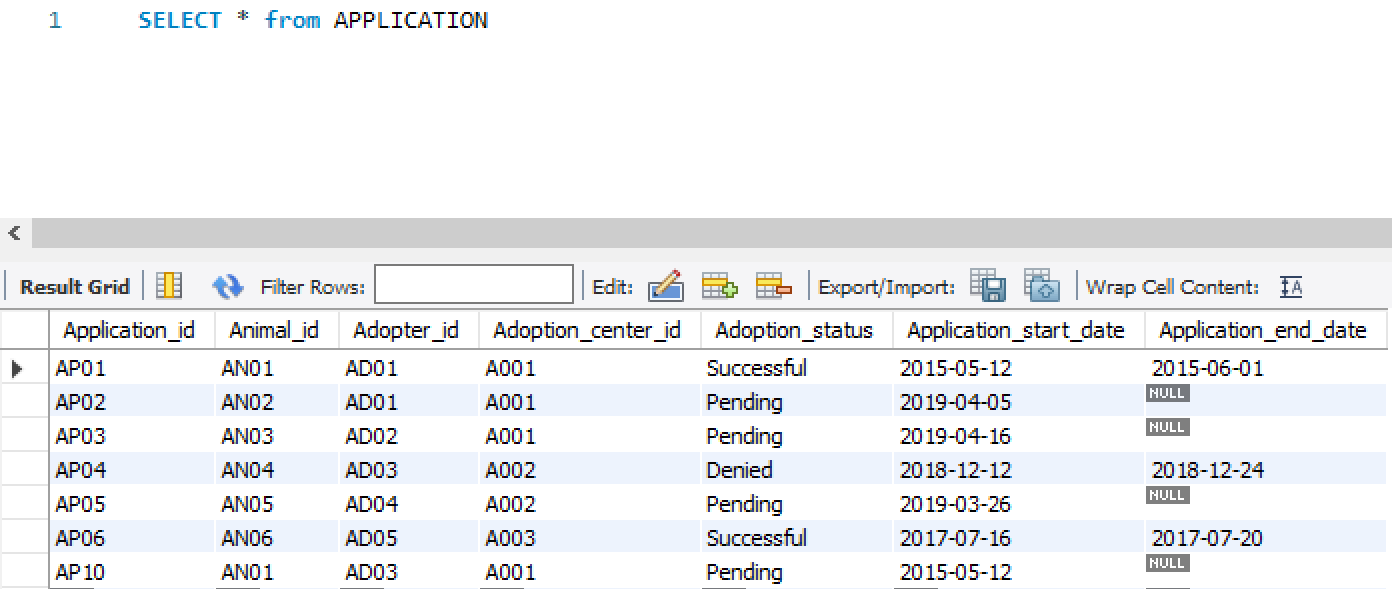 1 SELECT * from APPLICATION
Result Grid Filter Rows: Edit: Export/Import: Wrap Cell Content: A
Application_id Animal_id Adopter_id Adoption_center_id Adoption_status Application_start_date Application_end_date
AP01 AN01 AD01 A001 Successful 2015-05-12 2015-06-01
AP02 AN02 AD01 A001 Pending 2019-04-05 NULL
AP03 AN03 AD02 A001 Pending 2019-04-16 NULL
AP04 AN04 AD03 A002 Denied 2018-12-12 2018-12-24
AP05 AN05 AD04 A002 Pending 2019-03-26 NULL
AP06 AN06 AD05 A003 Successful 2017-07-16 2017-07-20
AP10 AN01 AD03 A001 Pending 2015-05-12 NULL